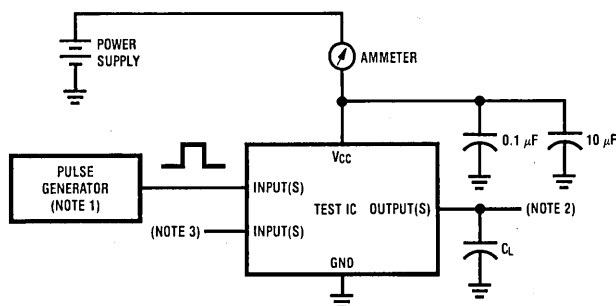 POWER
SUPPLY
AMMETER
0.1 μF
10 μF
VCC
PULSE
GENERATOR
(NOTE 1)
INPUT(S)
TEST IC
OUTPUT(S)
(NOTE 2)
(NOTE 3)
INPUT(S)
GND
CL